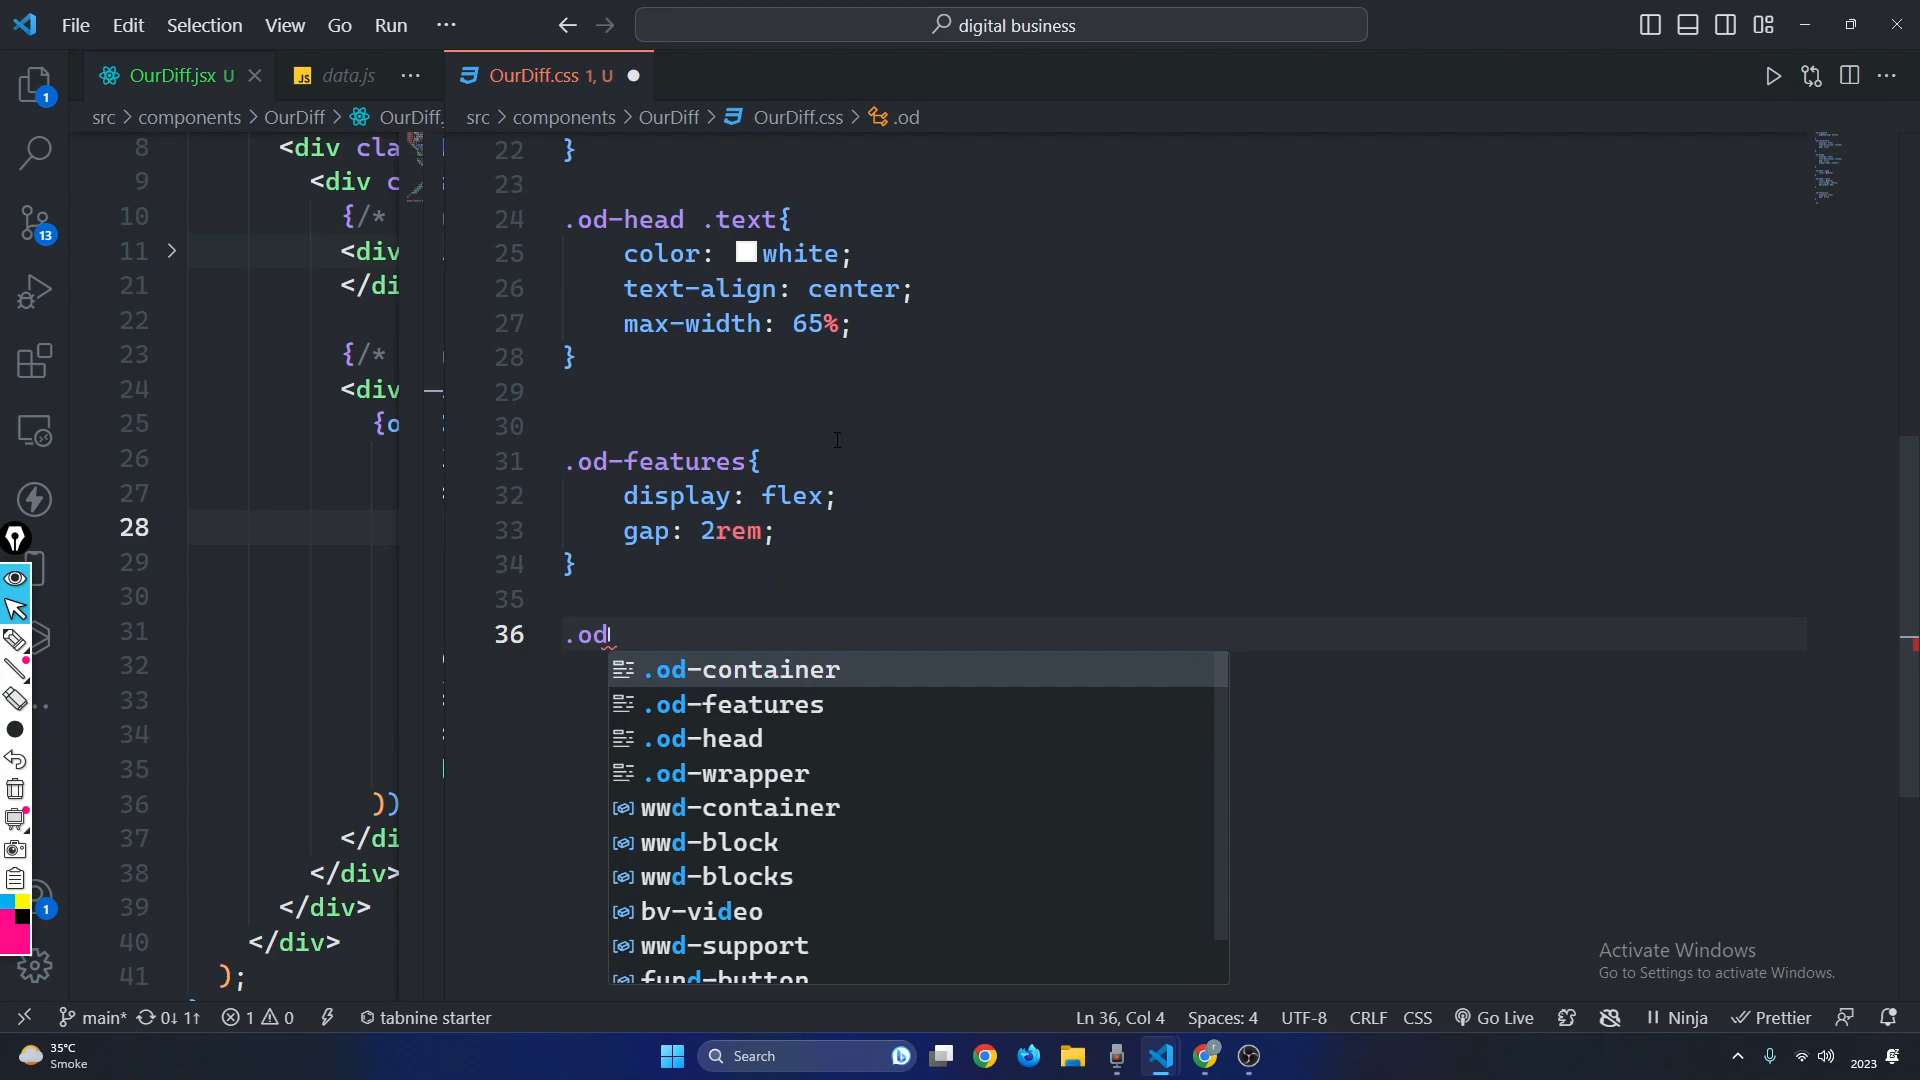 File Edit Selection View Go Run ···
digital business
OurDiff.jsx U
data.js ···
OurDiff.css 1, U
src > components > OurDiff > OurDiff.
src > components > OurDiff > OurDiff.css > .od
8 <div cla
9 <div c
10 {/*
11 <div
21 </di
22
23 {/*
24 <div
25 {o
26
27
28
29
30
31
32
33
34
35
36 ))
37 </di
38 </div>
39 </div>
40 </div>
41 );
22 }
23
24 .od-head .text{
25 color: white;
26 text-align: center;
27 max-width: 65%;
28 }
29
30
31 .od-features{
32 display: flex;
33 gap: 2rem;
34 }
35
36 .od
.od-container
.od-features
.od-head
.od-wrapper
wwd-container
wwd-block
wwd-blocks
bv-video
wwd-support
fund-button
1
13
1
Activate Windows
Go to Settings to activate Windows.
main* 0↓ 1↑ 1 0 tabnine starter
Ln 36, Col 4 Spaces: 4 UTF-8 CRLF CSS Go Live Ninja Prettier
35°C
Smoke
Search
2023